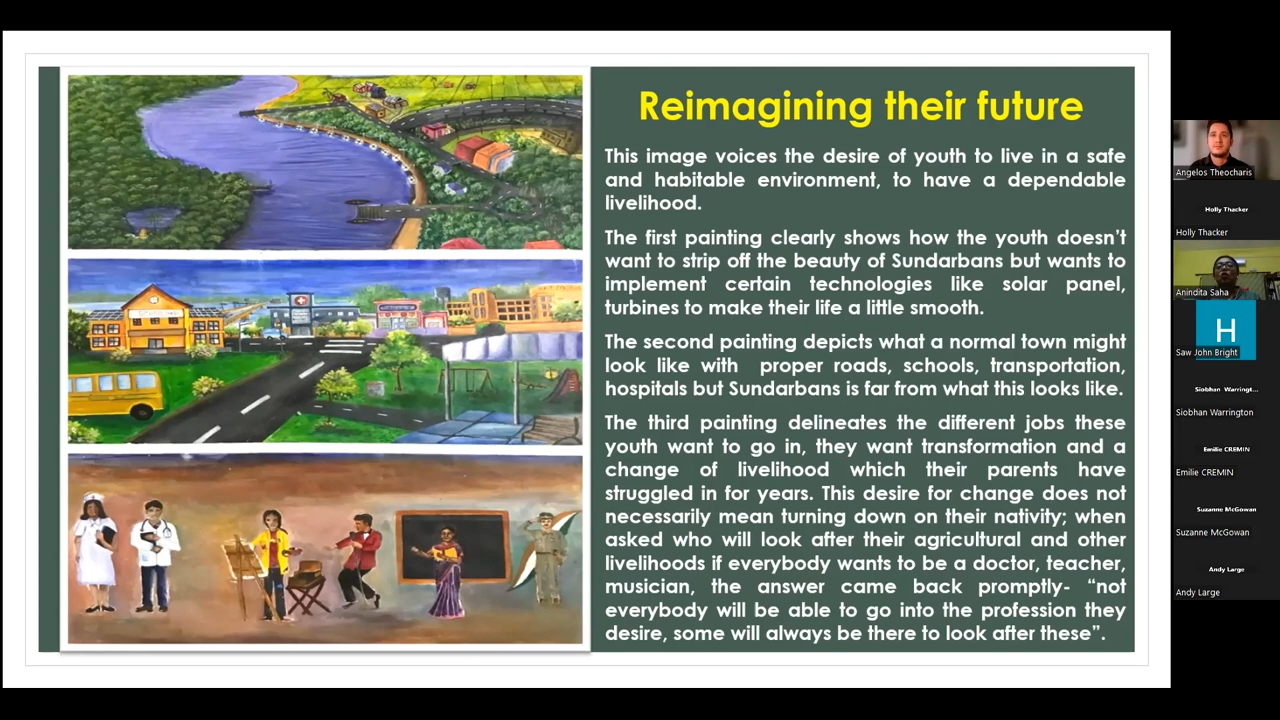 Reimagining their future
This image voices the desire of youth to live in a safe
and habitable environment, to have a dependable
livelihood.
The first painting clearly shows how the youth doesn't
want to strip off the beauty of Sundarbans but wants to
implement certain technologies like solar panel,
turbines to make their life a little smooth.
The second painting depicts what a normal town might
look like with proper roads, schools, transportation,
hospitals but Sundarbans is far from what this looks like.
The third painting delineates the different jobs these
youth want to go in, they want transformation and a
change of livelihood which their parents have
struggled in for years. This desire for change does not
necessarily mean turning down on their nativity; when
asked who will look after their agricultural and other
livelihoods if everybody wants to be a doctor, teacher,
musician, the answer came back promptly- “not
everybody will be able to go into the profession they
desire, some will always be there to look after these”.
Angelos Theocharis
Holly Thacker
Holly Thacker
Anindita Saha
H
Saw John Bright
Siobhan Warringt...
Siobhan Warrington
Emilie CREMIN
Emilie CREMIN
Suzanne McGowan
Suzanne McGowan
Andy Large
Andy Large